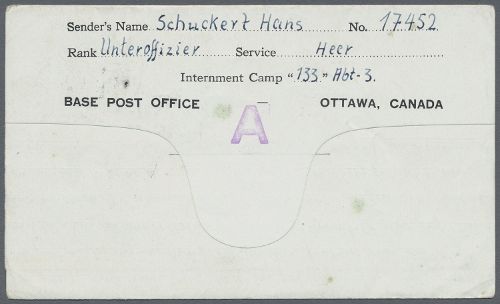 Sender's Name Schuckert Hans No. 17452
Rank Unteroffizier Service Heer
Internment Camp "133" Abt-3.
BASE POST OFFICE — OTTAWA, CANADA
A